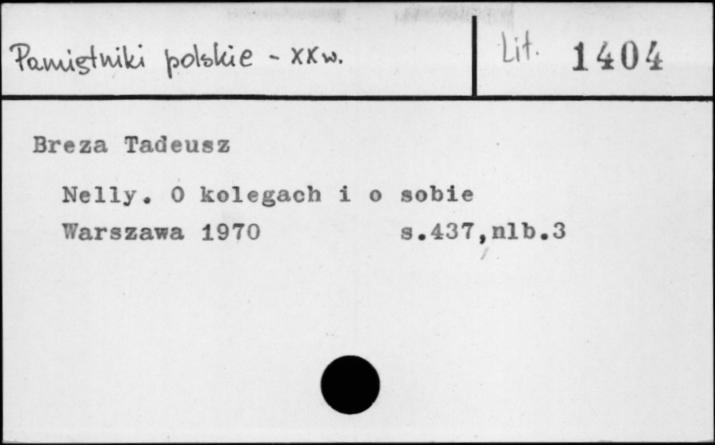 Pamiętniki polskie - XXw.
Lit. 1404
Breza Tadeusz
Nelly. O kolegach i o sobie
Warszawa 1970 s.437,nlb.3